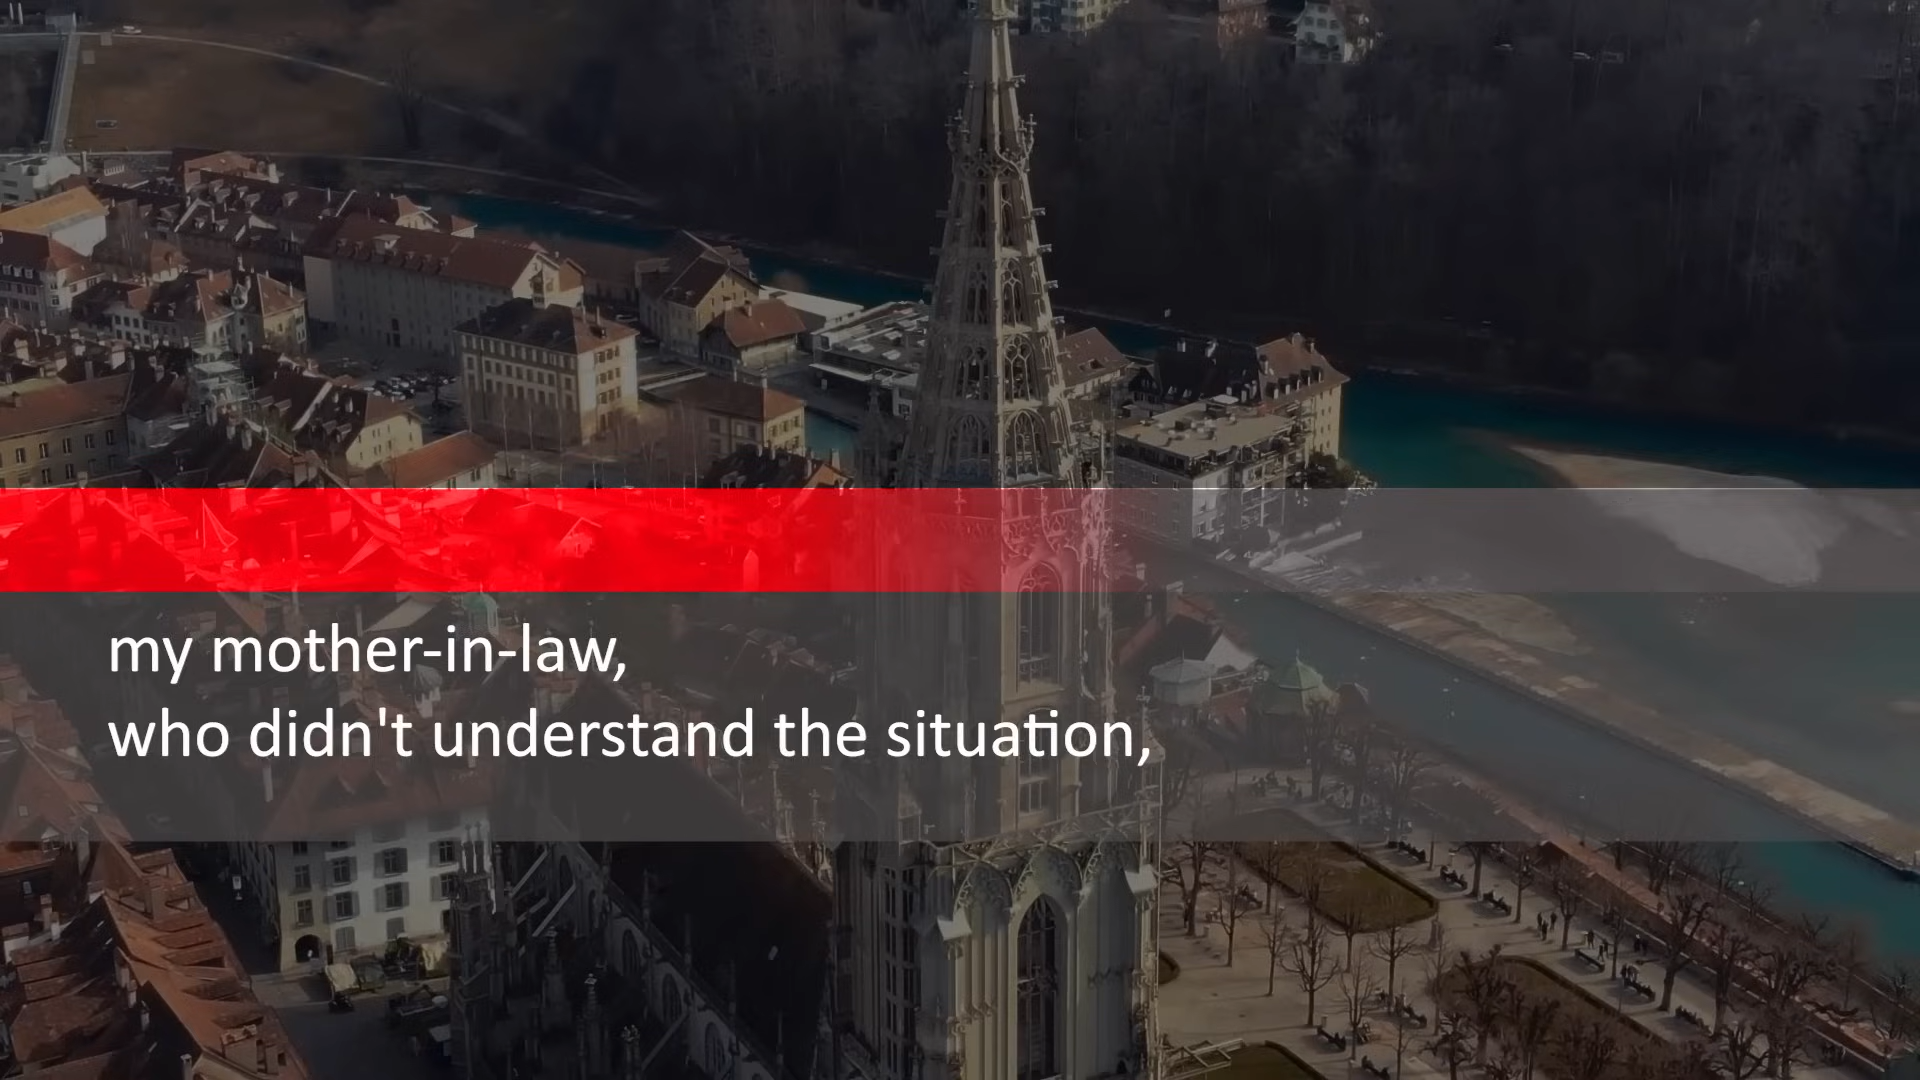 my mother-in-law,
who didn't understand the situation,